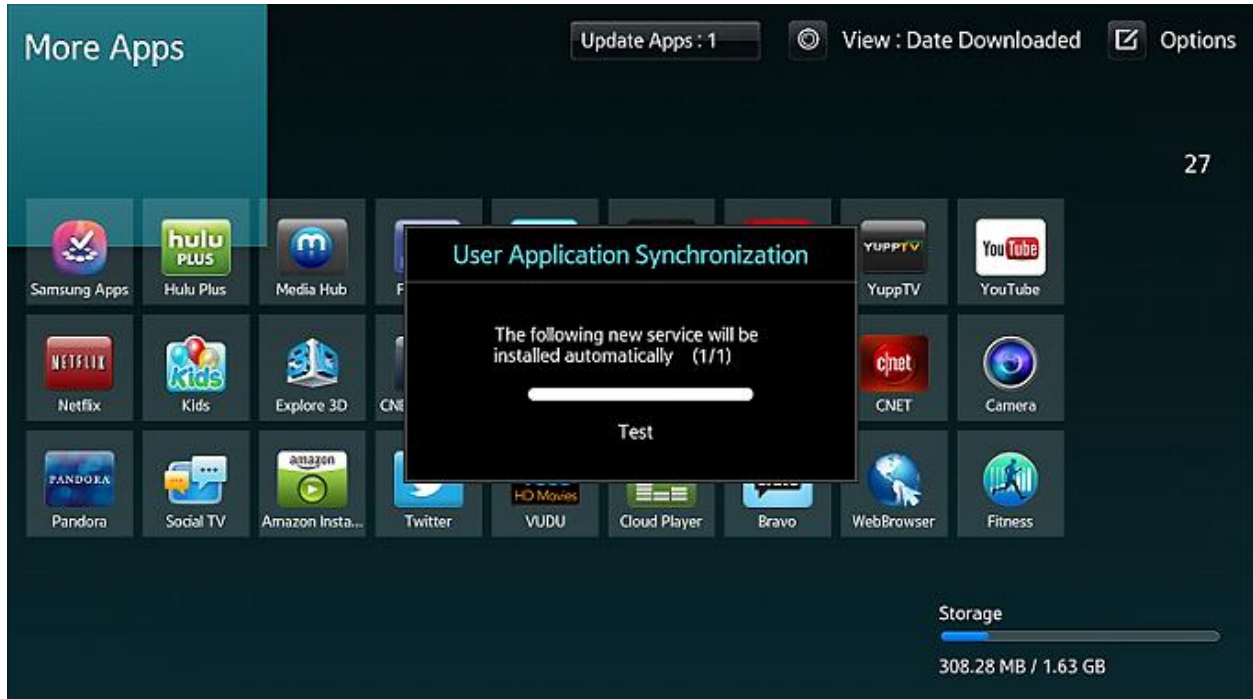 More Apps
Update Apps : 1
View : Date Downloaded
Options
27
hulu
PLUS
m
YUPPTV
You Tube
Samsung Apps
Hulu Plus
Media Hub
F
YuppTV
YouTube
User Application Synchronization
The following new service will be
installed automatically (1/1)
Test
NETFLIX
Kids
3D
c|net
Netflix
Kids
Explore 3D
CNE
CNET
Camera
PANDORA
amazon
HD Movies
Pandora
Social TV
Amazon Insta...
Twitter
VUDU
Cloud Player
Bravo
WebBrowser
Fitness
Storage
308.28 MB / 1.63 GB